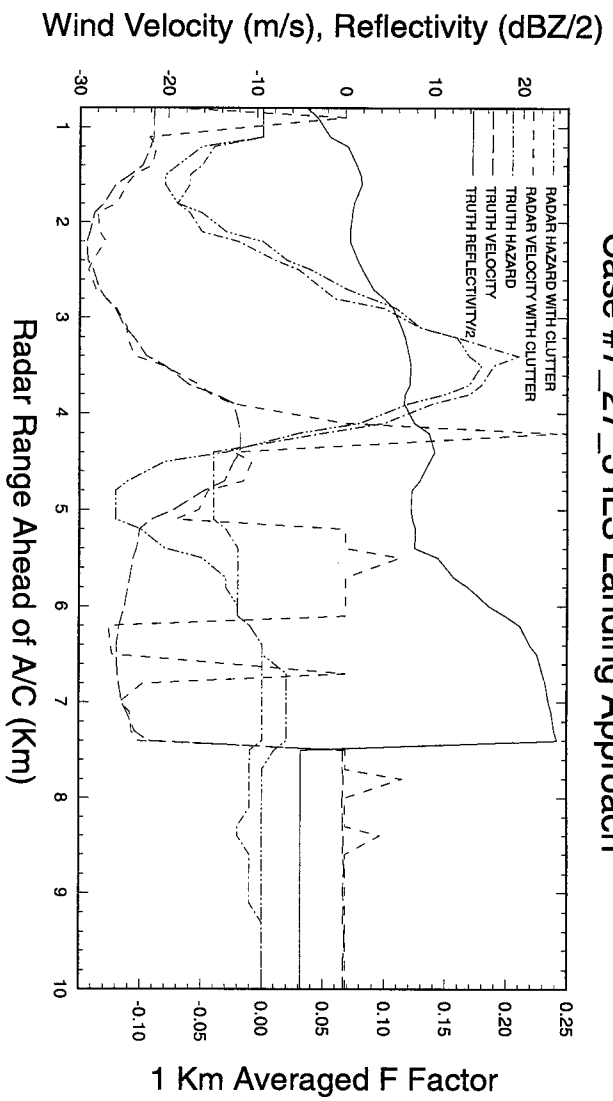 Case #7_27_3 ILS Landing Approach
Wind Velocity (m/s), Reflectivity (dBZ/2)
-30 -20 -10 0 10 20
RADAR HAZARD WITH CLUTTER
RADAR VELOCITY WITH CLUTTER
TRUTH HAZARD
TRUTH VELOCITY
TRUTH REFLECTIVITY/2
1 2 3 4 5 6 7 8 9 10
Radar Range Ahead of A/C (Km)
-0.10 -0.05 0.00 0.05 0.10 0.15 0.20 0.25
1 Km Averaged F Factor